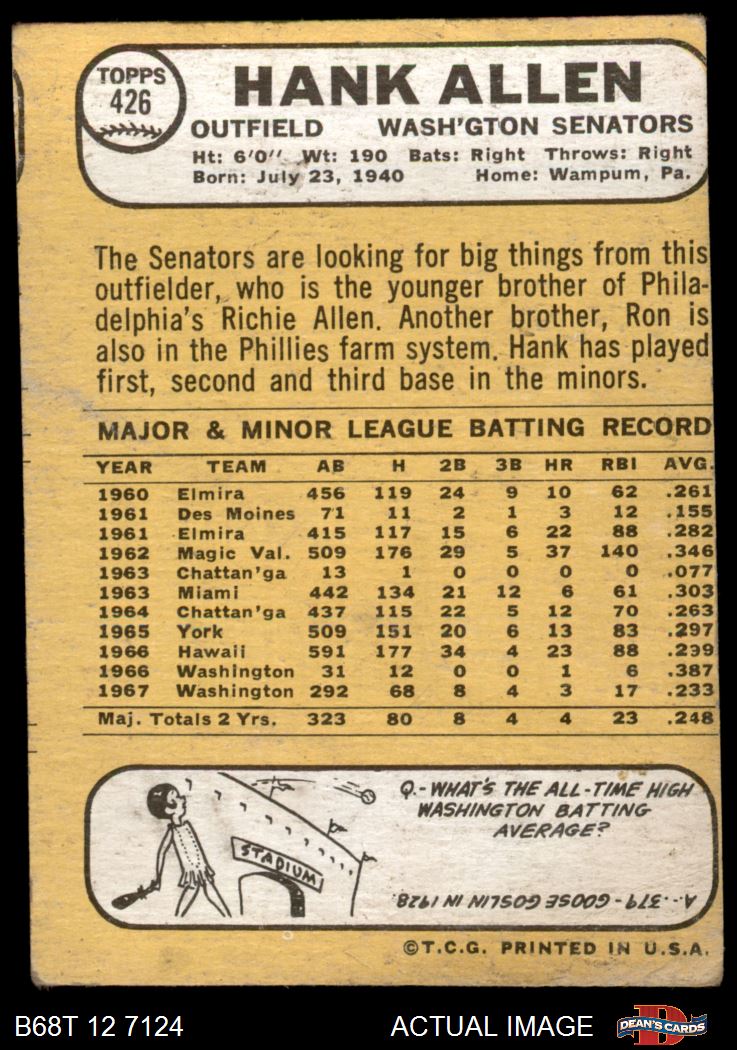 TOPPS
426
HANK ALLEN
OUTFIELD WASH'GTON SENATORS
Ht: 6'0'' Wt: 190 Bats: Right Throws: Right
Born: July 23, 1940 Home: Wampum, Pa.
The Senators are looking for big things from this
outfielder, who is the younger brother of Phila-
delphia's Richie Allen. Another brother, Ron is
also in the Phillies farm system. Hank has played
first, second and third base in the minors.
MAJOR & MINOR LEAGUE BATTING RECORD
YEAR TEAM AB H 2B 3B HR RBI AVG.
1960 Elmira 456 119 24 9 10 62 .261
1961 Des Moines 71 11 2 1 3 12 .155
1961 Elmira 415 117 15 6 22 88 .282
1962 Magic Val. 509 176 29 5 37 140 .346
1963 Chattan'ga 13 1 0 0 0 0 .077
1963 Miami 442 134 21 12 6 61 .303
1964 Chattan'ga 437 115 22 5 12 70 .263
1965 York 509 151 20 6 13 83 .297
1966 Hawaii 591 177 34 4 23 88 .299
1966 Washington 31 12 0 0 1 6 .387
1967 Washington 292 68 8 4 3 17 .233
Maj. Totals 2 Yrs. 323 80 8 4 4 23 .248
STADIUM
Q.- WHAT'S THE ALL-TIME HIGH
WASHINGTON BATTING
AVERAGE?
A.- .379 - GOOSE GOSLIN IN 1928
©T.C.G. PRINTED IN U.S.A.
B68T 12 7124 ACTUAL IMAGE
D
DEAN'S CARDS